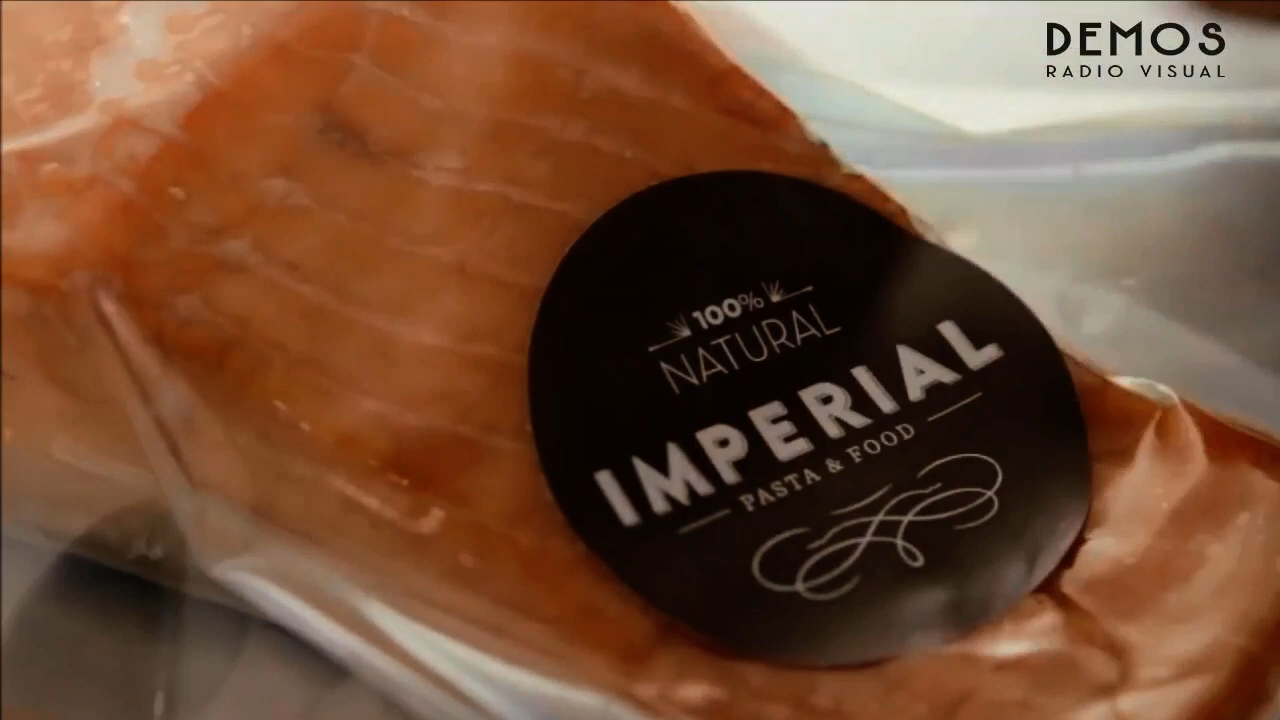 DEMOS
RADIO VISUAL
100%
NATURAL
IMPERIAL
PASTA & FOOD